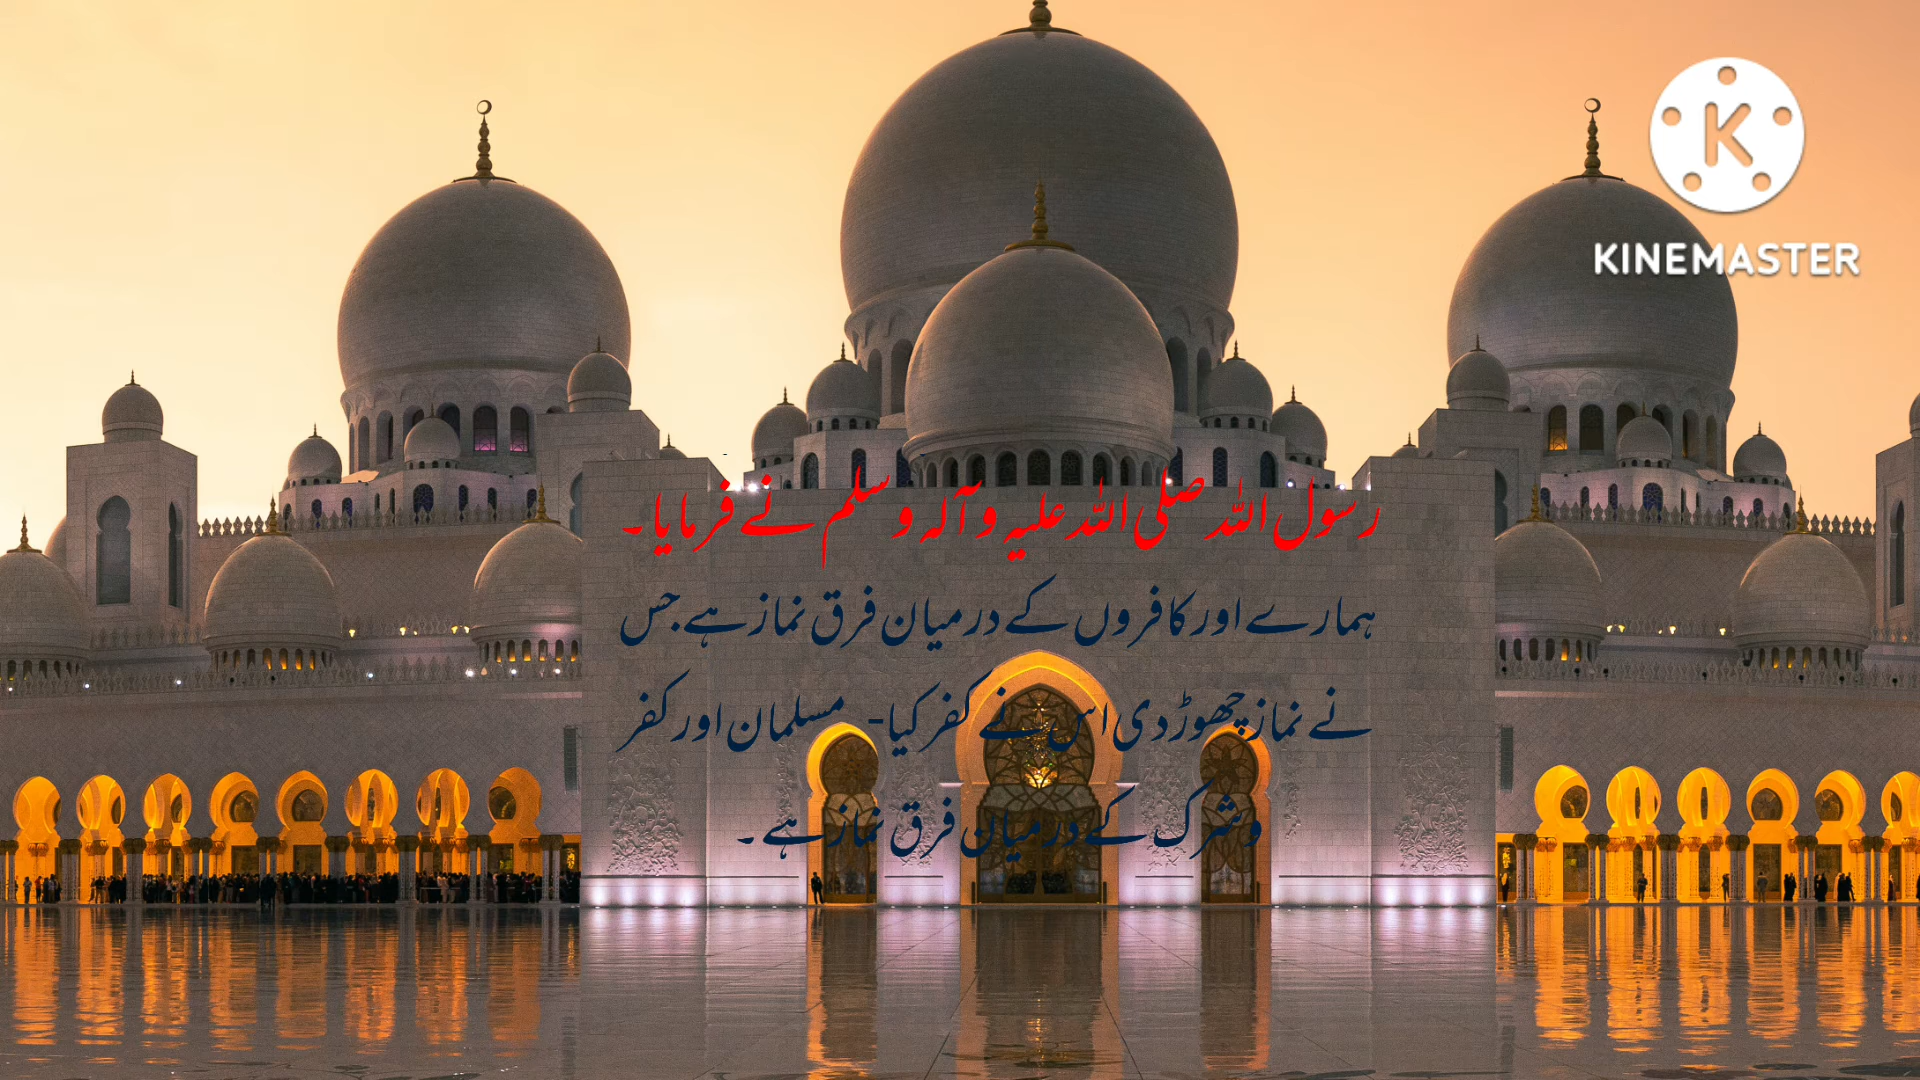 KINEMASTER
رسول اللہ صلی اللہ علیہ وآلہ وسلم نے فرمایا۔
ہمارے اور کافروں کے درمیان فرق نماز ہے جس
نے نماز چھوڑ دی اس نے کفر کیا- مسلمان اور کفر
وشرک کے درمیان فرق نماز ہے۔